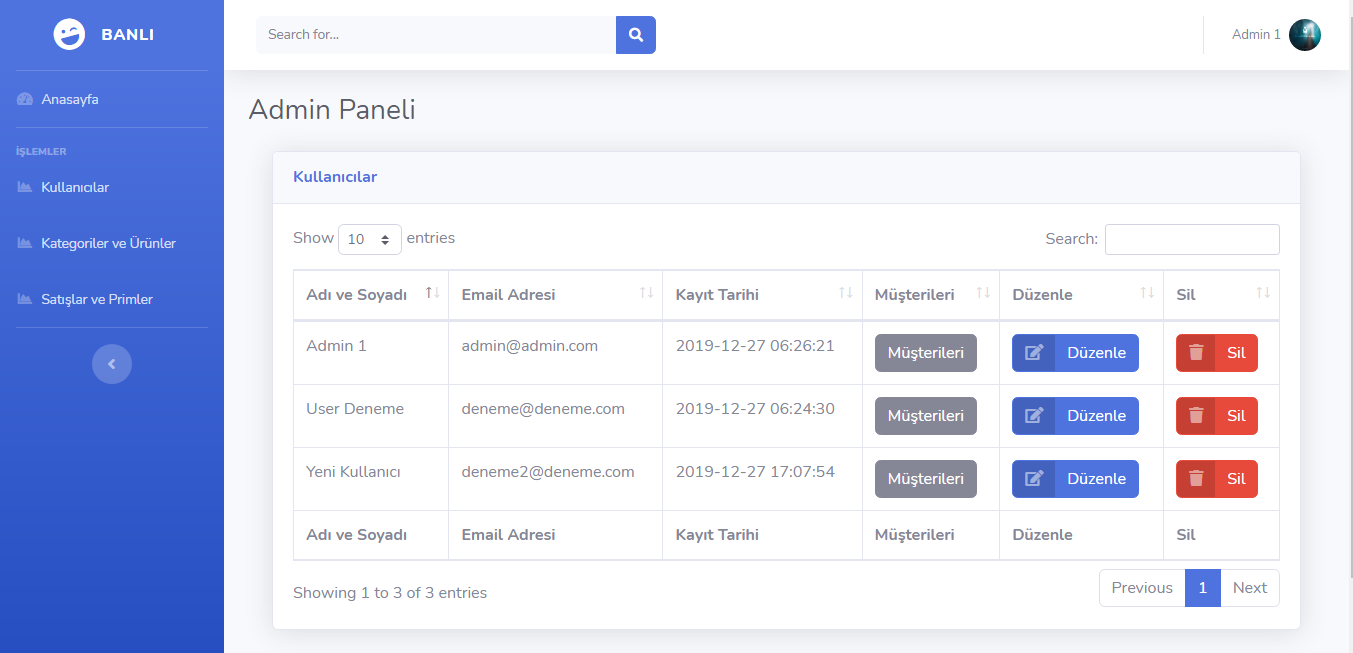 BANLI
Search for...
Admin 1
Anasayfa
İŞLEMLER
Kullanıcılar
Kategoriler ve Ürünler
Satışlar ve Primler
Admin Paneli
Kullanıcılar
Show 10 entries
Search:
Adı ve Soyadı Email Adresi Kayıt Tarihi Müşterileri Düzenle Sil
Admin 1 admin@admin.com 2019-12-27 06:26:21 Müşterileri Düzenle Sil
User Deneme deneme@deneme.com 2019-12-27 06:24:30 Müşterileri Düzenle Sil
Yeni Kullanıcı deneme2@deneme.com 2019-12-27 17:07:54 Müşterileri Düzenle Sil
Adı ve Soyadı Email Adresi Kayıt Tarihi Müşterileri Düzenle Sil
Showing 1 to 3 of 3 entries
Previous 1 Next